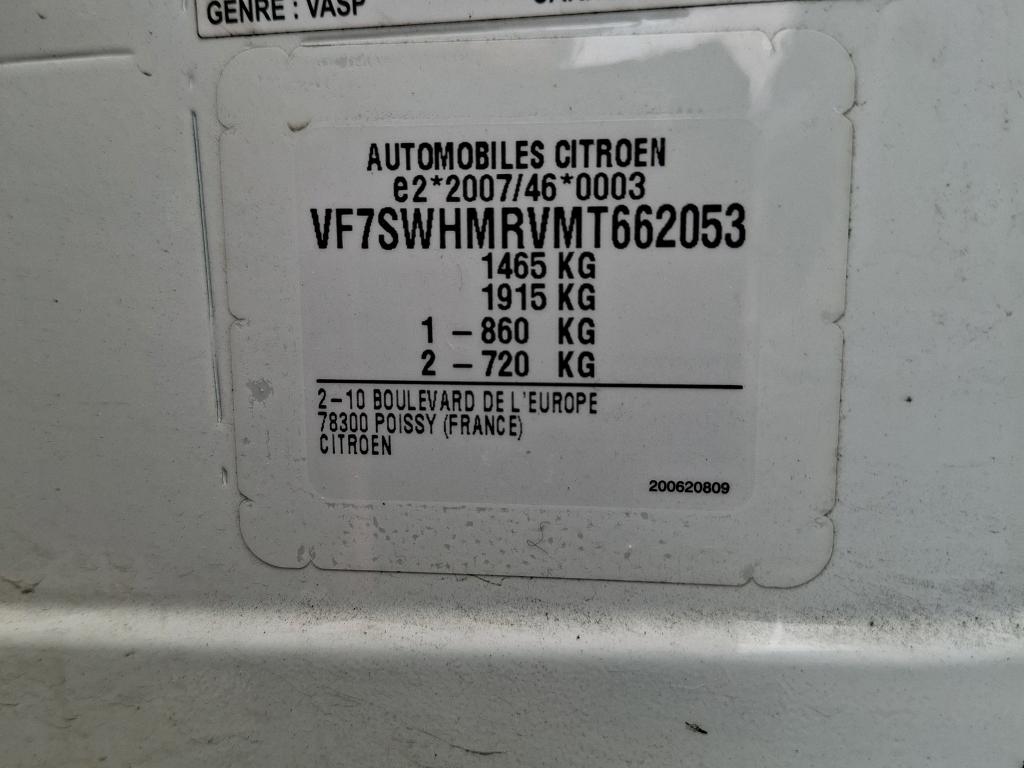 GENRE : VASP
AUTOMOBILES CITROEN
e2*2007/46*0003
VF7SWHMRVMT662053
1465 KG
1915 KG
1 – 860 KG
2 – 720 KG
2–10 BOULEVARD DE L'EUROPE
78300 POISSY (FRANCE)
CITROEN
200620809